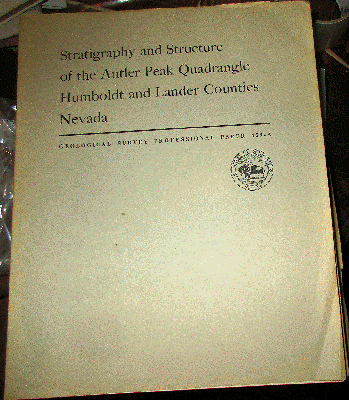 Stratigraphy and Structure
of the Antler Peak Quadrangle
Humboldt and Lander Counties
Nevada
GEOLOGICAL SURVEY PROFESSIONAL PAPER